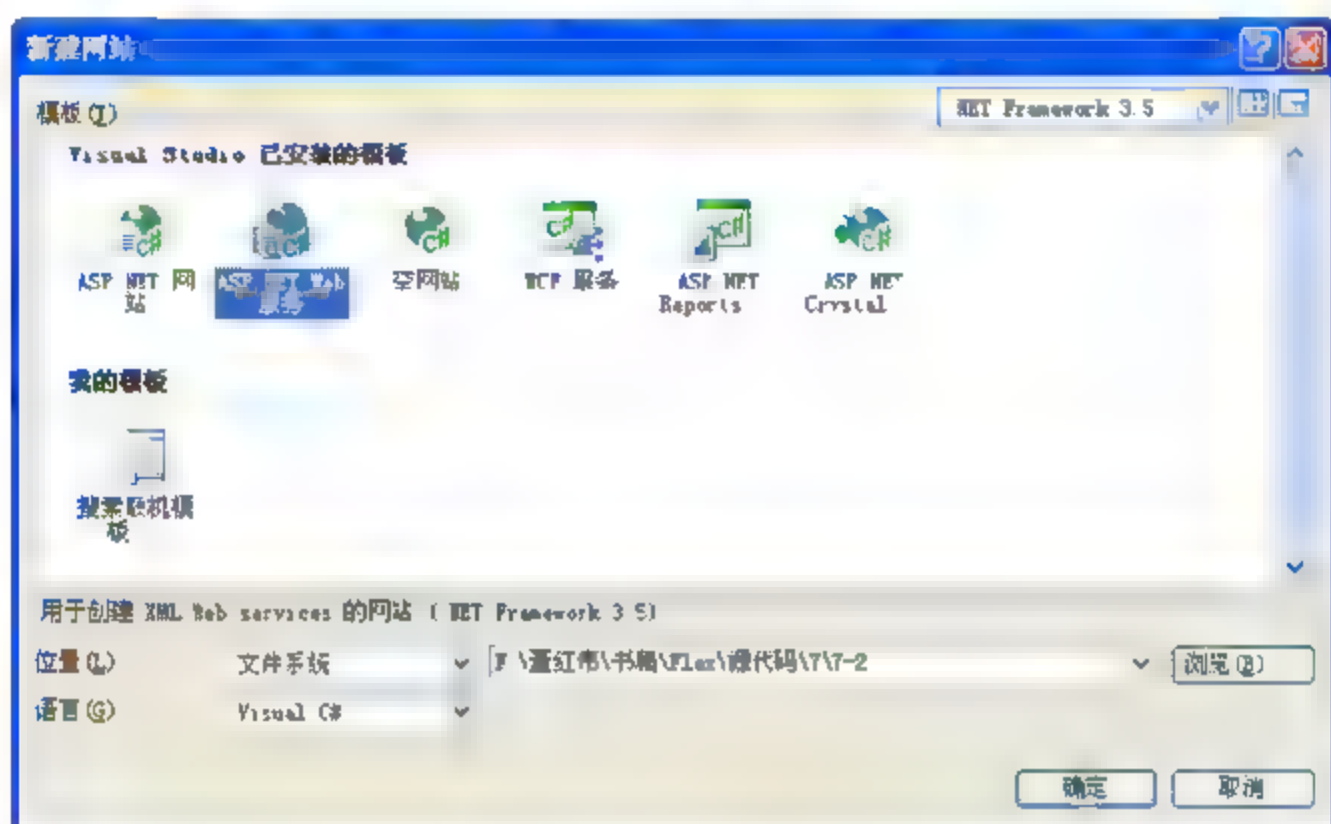 新建网站
模板(T)
.NET Framework 3.5
Visual Studio 已安装的模板
ASP.NET 网站
ASP.NET Web 服务
空网站
WCF 服务
ASP.NET Reports
ASP.NET Crystal
我的模板
搜索联机模板
用于创建 XML Web services 的网站 (.NET Framework 3.5)
位置(L)
文件系统
F:\董红伟\书稿\Flex\源代码\7\7-2
浏览(B)
语言(G)
Visual C#
确定
取消